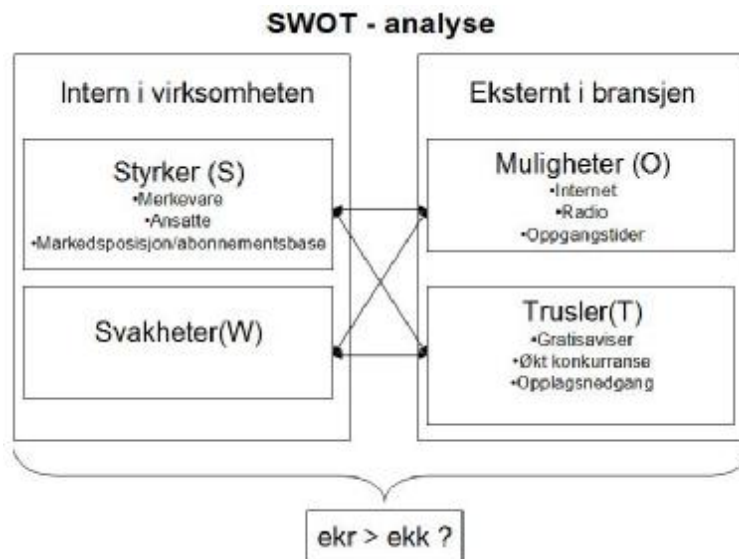 SWOT - analyse
Intern i virksomheten
Styrker (S)
•Merkevare
•Ansatte
•Markedsposisjon/abonnementsbase
Svakheter(W)
Eksternt i bransjen
Muligheter (O)
•Internet
•Radio
•Oppgangstider
Trusler(T)
•Gratisaviser
•Økt konkurranse
•Opplagsnedgang
ekr > ekk ?